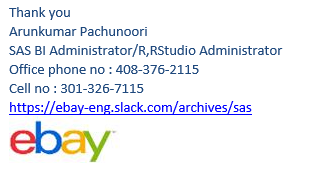 Thank you
Arunkumar Pachunoori
SAS BI Administrator/R,RStudio Administrator
Office phone no : 408-376-2115
Cell no : 301-326-7115
https://ebay-eng.slack.com/archives/sas
ebay